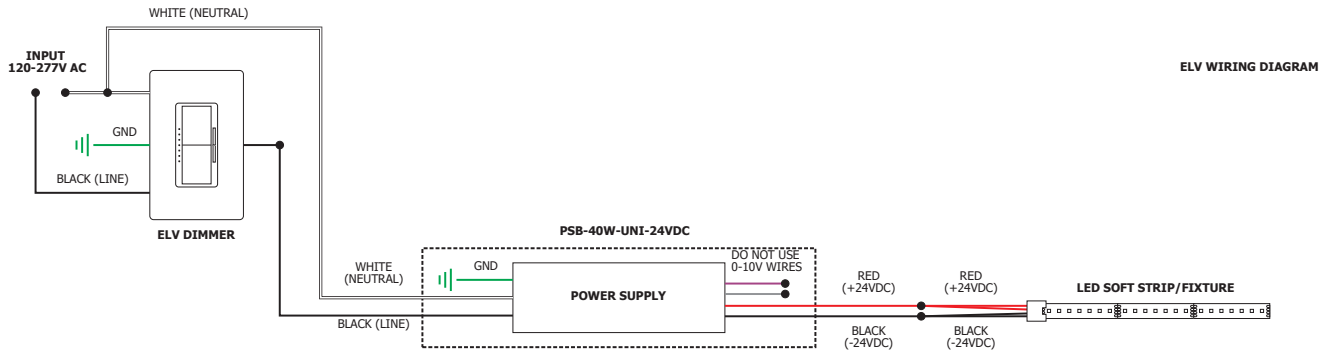 WHITE (NEUTRAL)
INPUT
120-277V AC
ELV WIRING DIAGRAM
GND
BLACK (LINE)
ELV DIMMER
PSB-40W-UNI-24VDC
WHITE
(NEUTRAL)
GND
DO NOT USE
0-10V WIRES
POWER SUPPLY
RED
(+24VDC)
RED
(+24VDC)
LED SOFT STRIP/FIXTURE
BLACK (LINE)
BLACK
(-24VDC)
BLACK
(-24VDC)